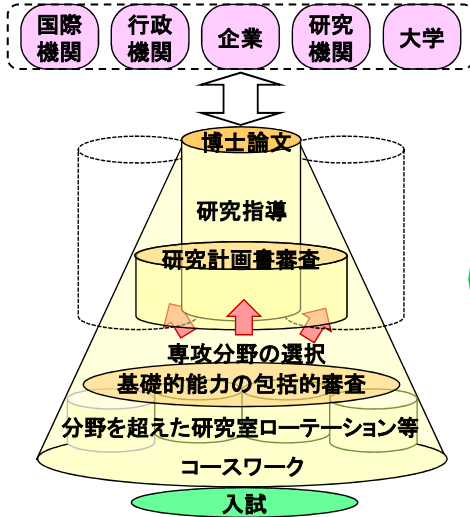 国際
機関
行政
機関
企業
研究
機関
大学
博士論文
研究指導
研究計画書審査
専攻分野の選択
基礎的能力の包括的審査
分野を超えた研究室ローテーション等
コースワーク
入試